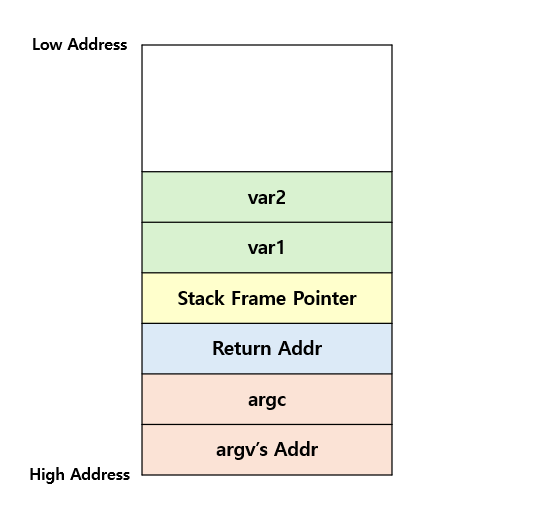 Low Address
var2
var1
Stack Frame Pointer
Return Addr
argc
argv's Addr
High Address